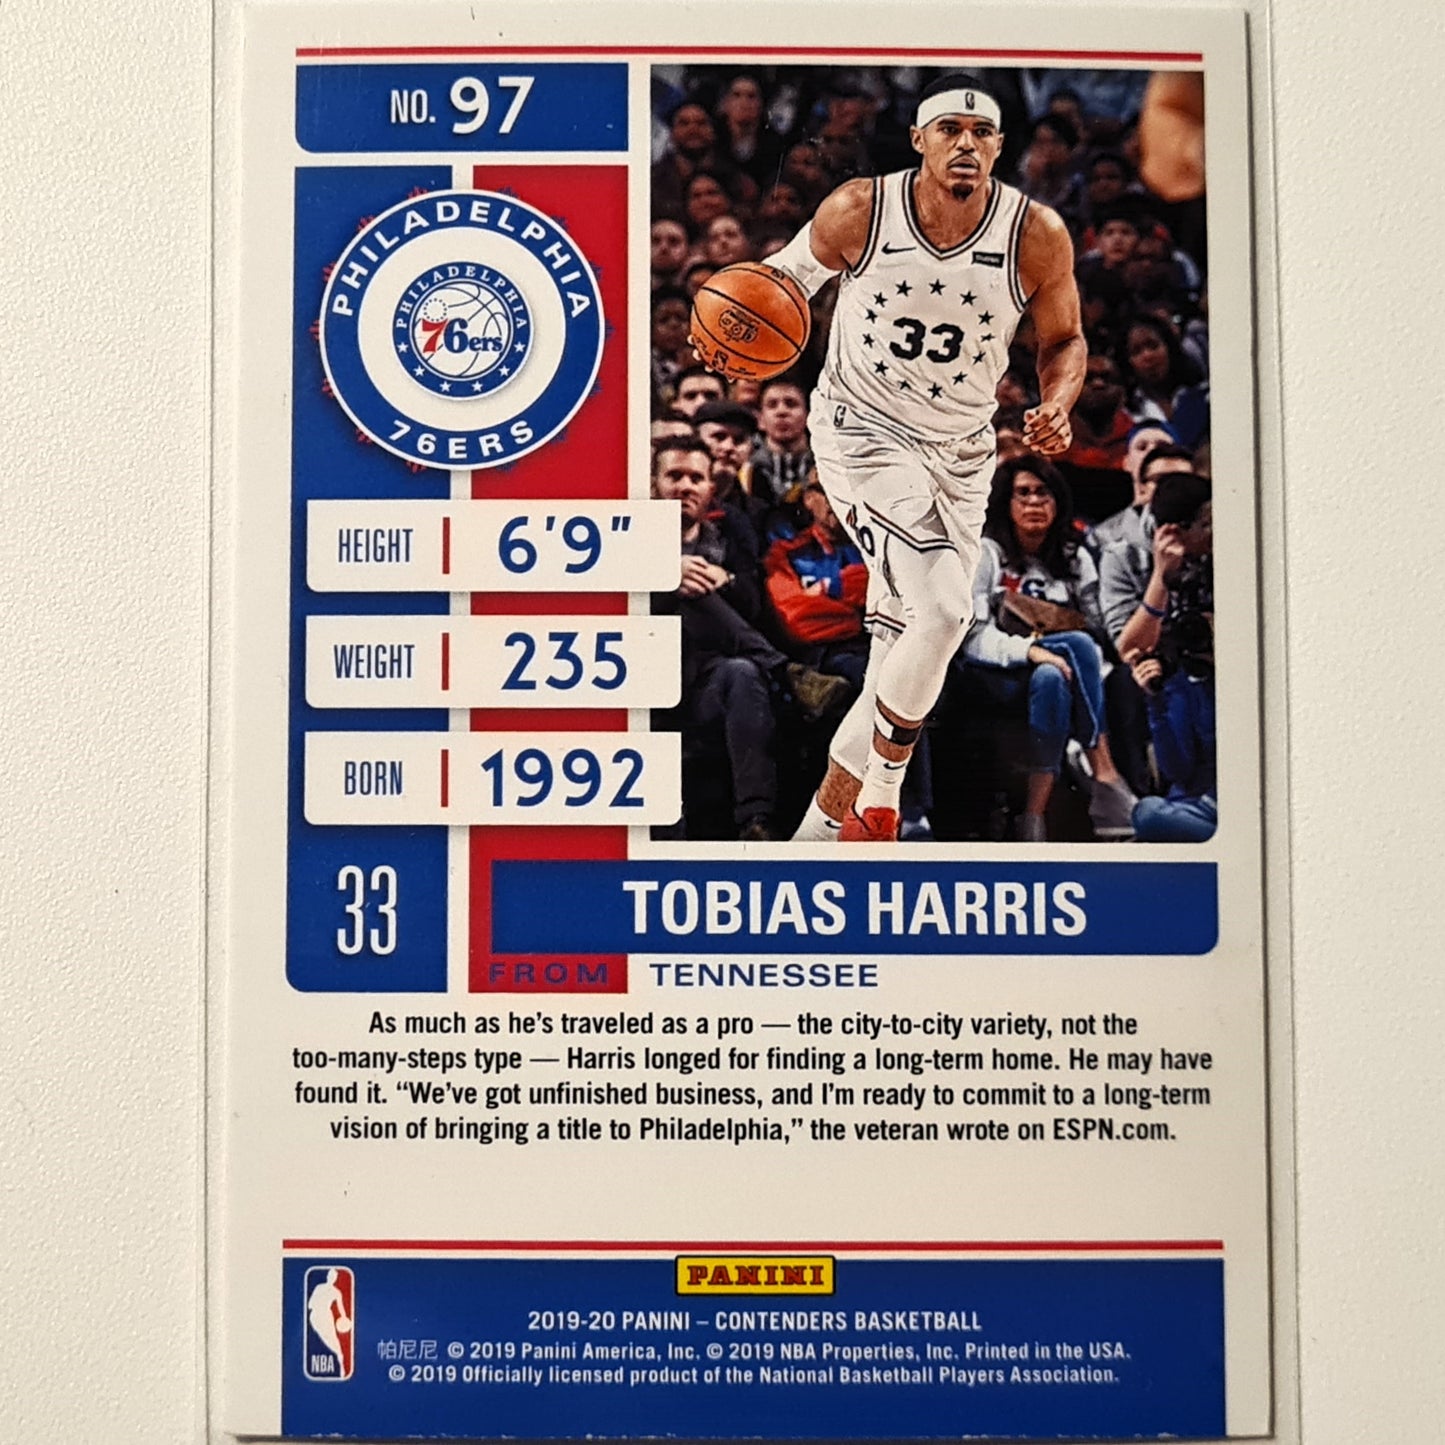 NO. 97
PHILADELPHIA
PHILADELPHIA
76ers
76ERS
33
HEIGHT 6'9"
WEIGHT 235
BORN 1992
33
TOBIAS HARRIS
FROM TENNESSEE
As much as he's traveled as a pro — the city-to-city variety, not the
too-many-steps type — Harris longed for finding a long-term home. He may have
found it. “We've got unfinished business, and I'm ready to commit to a long-term
vision of bringing a title to Philadelphia,” the veteran wrote on ESPN.com.
PANINI
NBA
2019-20 PANINI – CONTENDERS BASKETBALL
帕尼尼 © 2019 Panini America, Inc. © 2019 NBA Properties, Inc. Printed in the USA.
© 2019 Officially licensed product of the National Basketball Players Association.